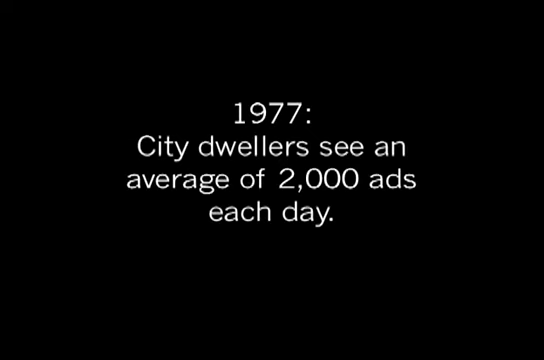 1977:
City dwellers see an
average of 2,000 ads
each day.